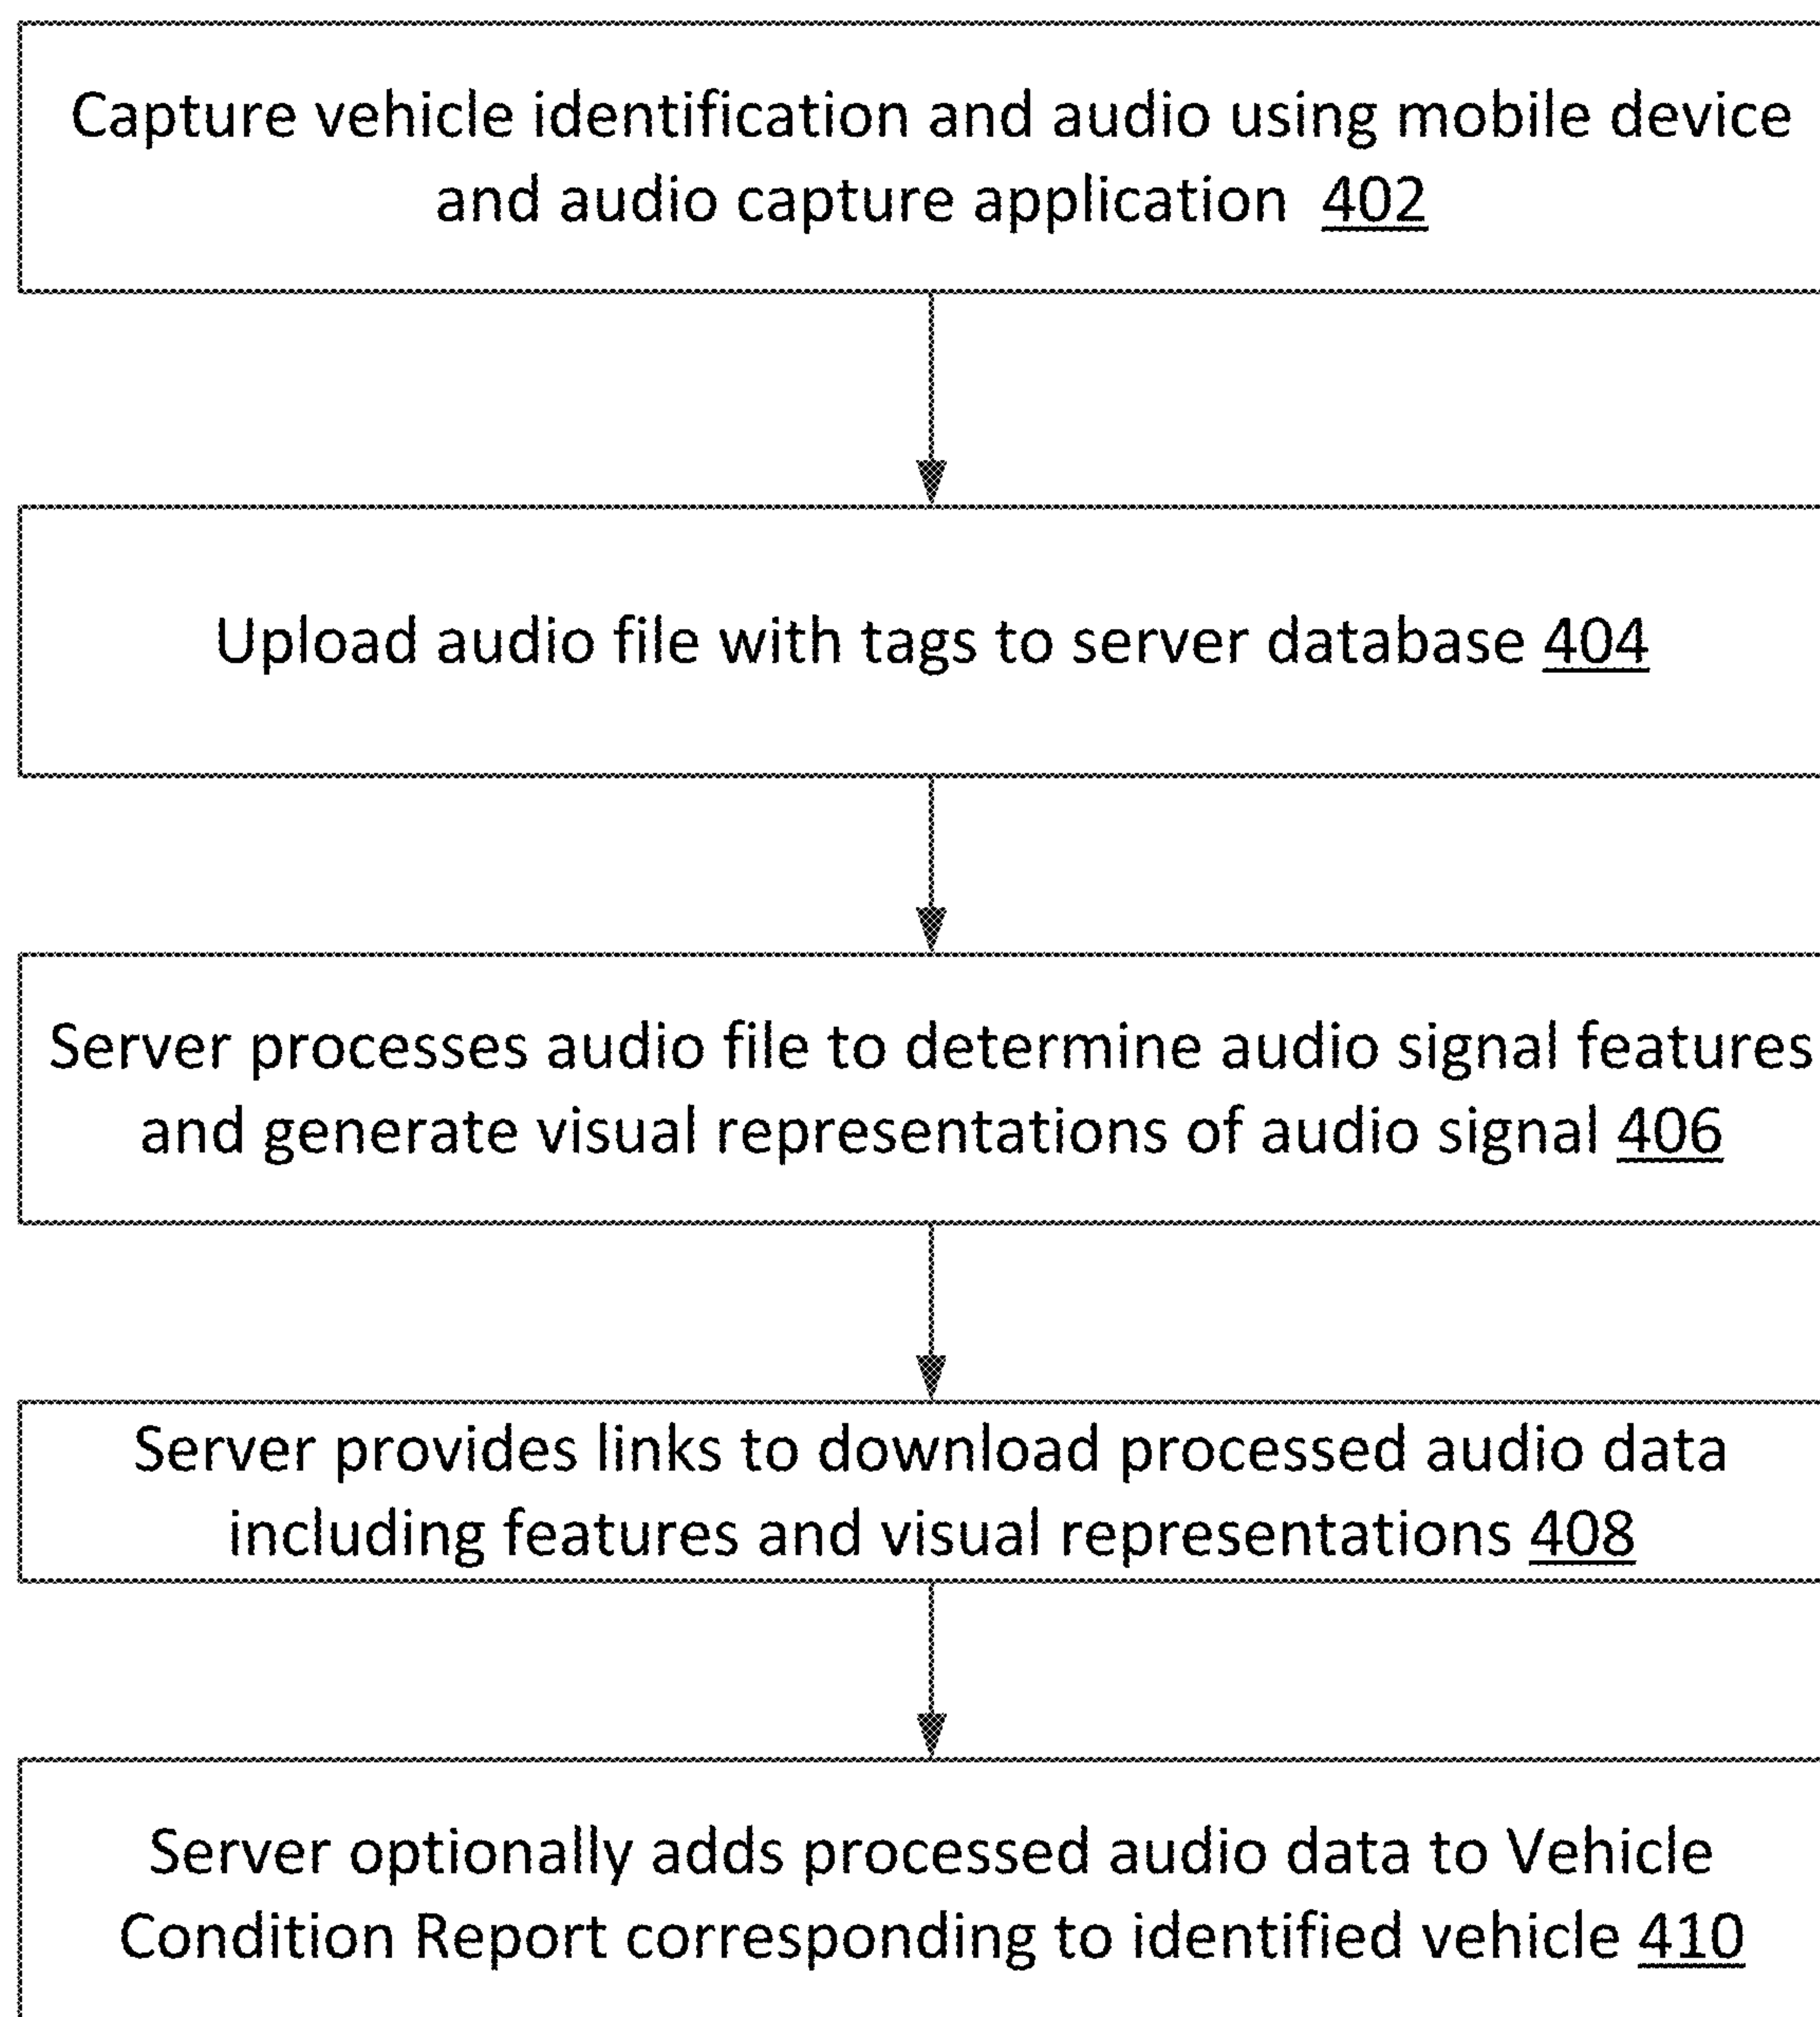 Capture vehicle identification and audio using mobile device
and audio capture application 402
Upload audio file with tags to server database 404
Server processes audio file to determine audio signal features
and generate visual representations of audio signal 406
Server provides links to download processed audio data
including features and visual representations 408
Server optionally adds processed audio data to Vehicle
Condition Report corresponding to identified vehicle 410